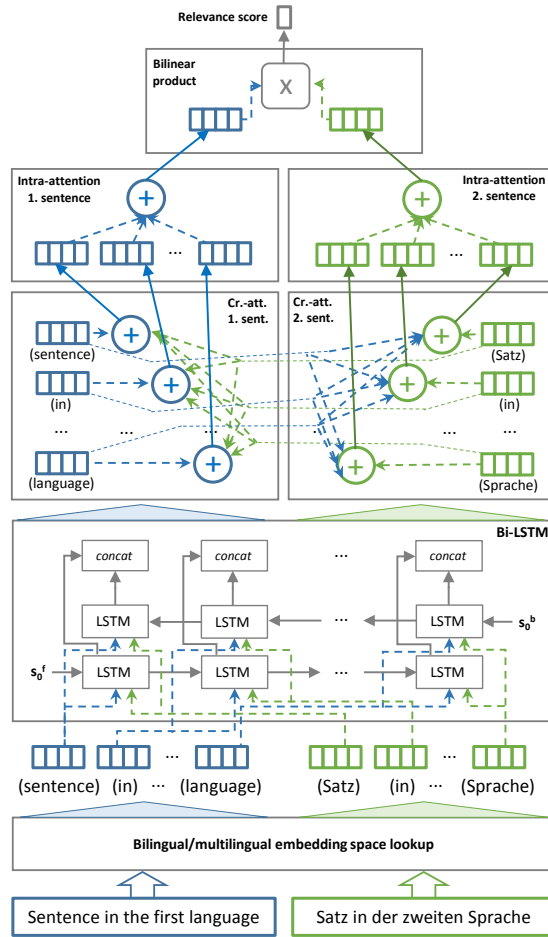 Relevance score
Bilinear
product
X
Intra-attention
1. sentence
Intra-attention
2. sentence
+
+
...
...
Cr.-att.
1. sent.
Cr.-att.
2. sent.
+
+
(sentence)
(Satz)
+
+
(in)
(in)
... ... ...
... ...
+
+
(language)
(Sprache)
Bi-LSTM
concat concat ... concat
LSTM LSTM ... LSTM s₀ᵇ
s₀ᶠ LSTM LSTM ... LSTM
... ...
(sentence) (in) ... (language) (Satz) (in) ... (Sprache)
Bilingual/multilingual embedding space lookup
Sentence in the first language
Satz in der zweiten Sprache